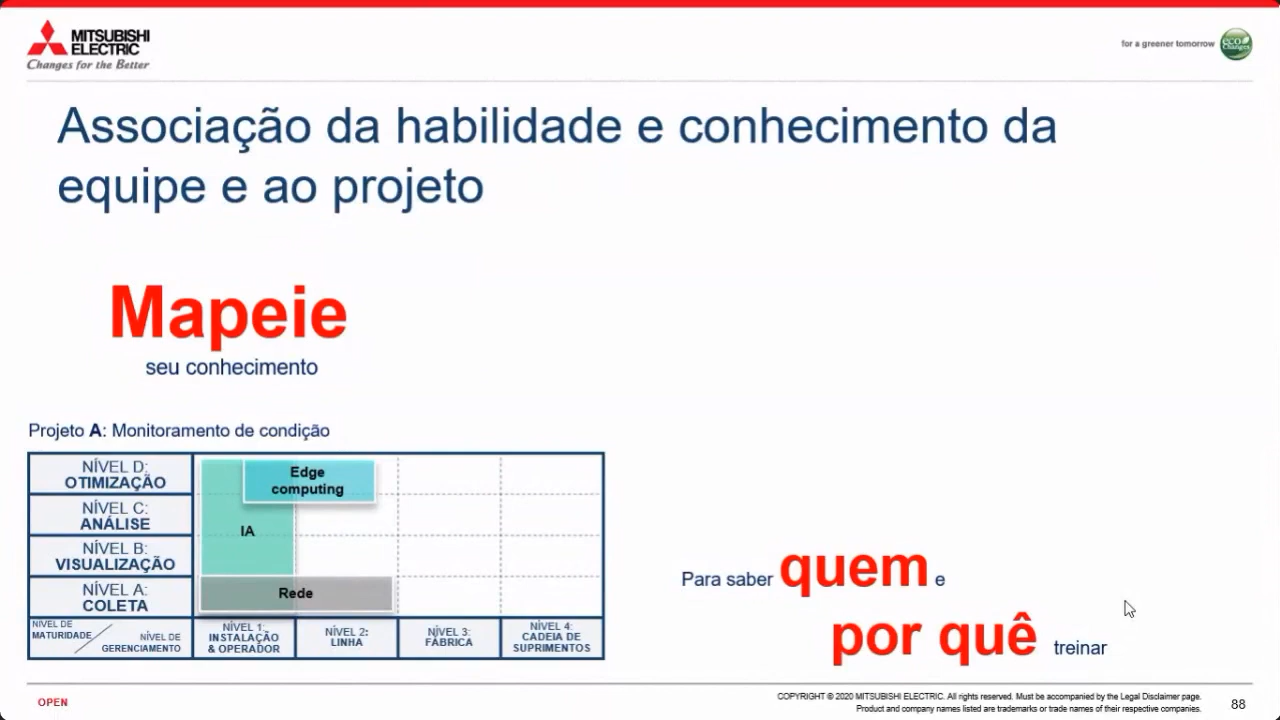 MITSUBISHI
ELECTRIC
Changes for the Better
for a greener tomorrow
eco
Changes
Associação da habilidade e conhecimento da
equipe e ao projeto
Mapeie
seu conhecimento
Projeto A: Monitoramento de condição
NÍVEL D:
OTIMIZAÇÃO
NÍVEL C:
ANÁLISE
NÍVEL B:
VISUALIZAÇÃO
NÍVEL A:
COLETA
Edge
computing
IA
Rede
NIVEL DE
MATURIDADE
NÍVEL DE
GERENCIAMENTO
NÍVEL 1:
INSTALAÇÃO
& OPERADOR
NÍVEL 2:
LINHA
NÍVEL 3:
FÁBRICA
NÍVEL 4:
CADEIA DE
SUPRIMENTOS
Para saber quem e
por quê treinar
OPEN
COPYRIGHT © 2020 MITSUBISHI ELECTRIC. All rights reserved. Must be accompanied by the Legal Disclaimer page.
Product and company names listed are trademarks or trade names of their respective companies.
88